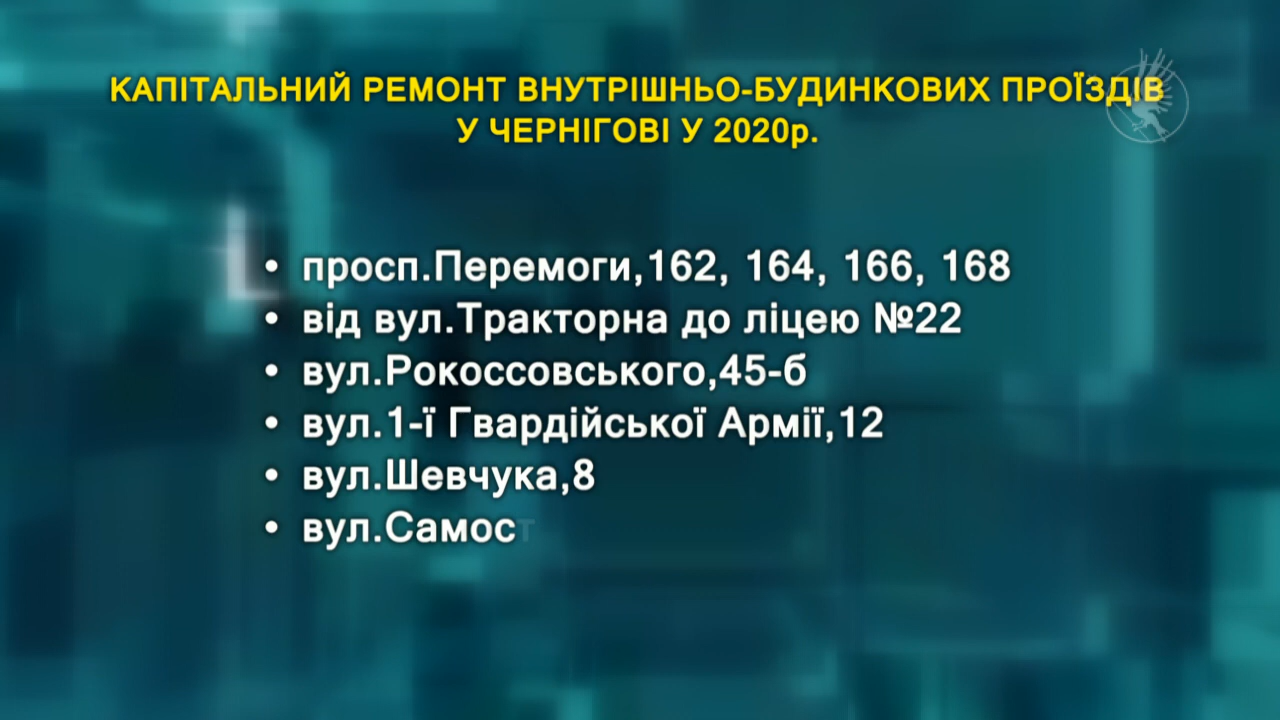 КАПІТАЛЬНИЙ РЕМОНТ ВНУТРІШНЬО-БУДИНКОВИХ ПРОЇЗДІВ
У ЧЕРНІГОВІ У 2020р.
• просп.Перемоги,162, 164, 166, 168
• від вул.Тракторна до ліцею №22
• вул.Рокоссовського,45-б
• вул.1-ї Гвардійської Армії,12
• вул.Шевчука,8
• вул.Самост